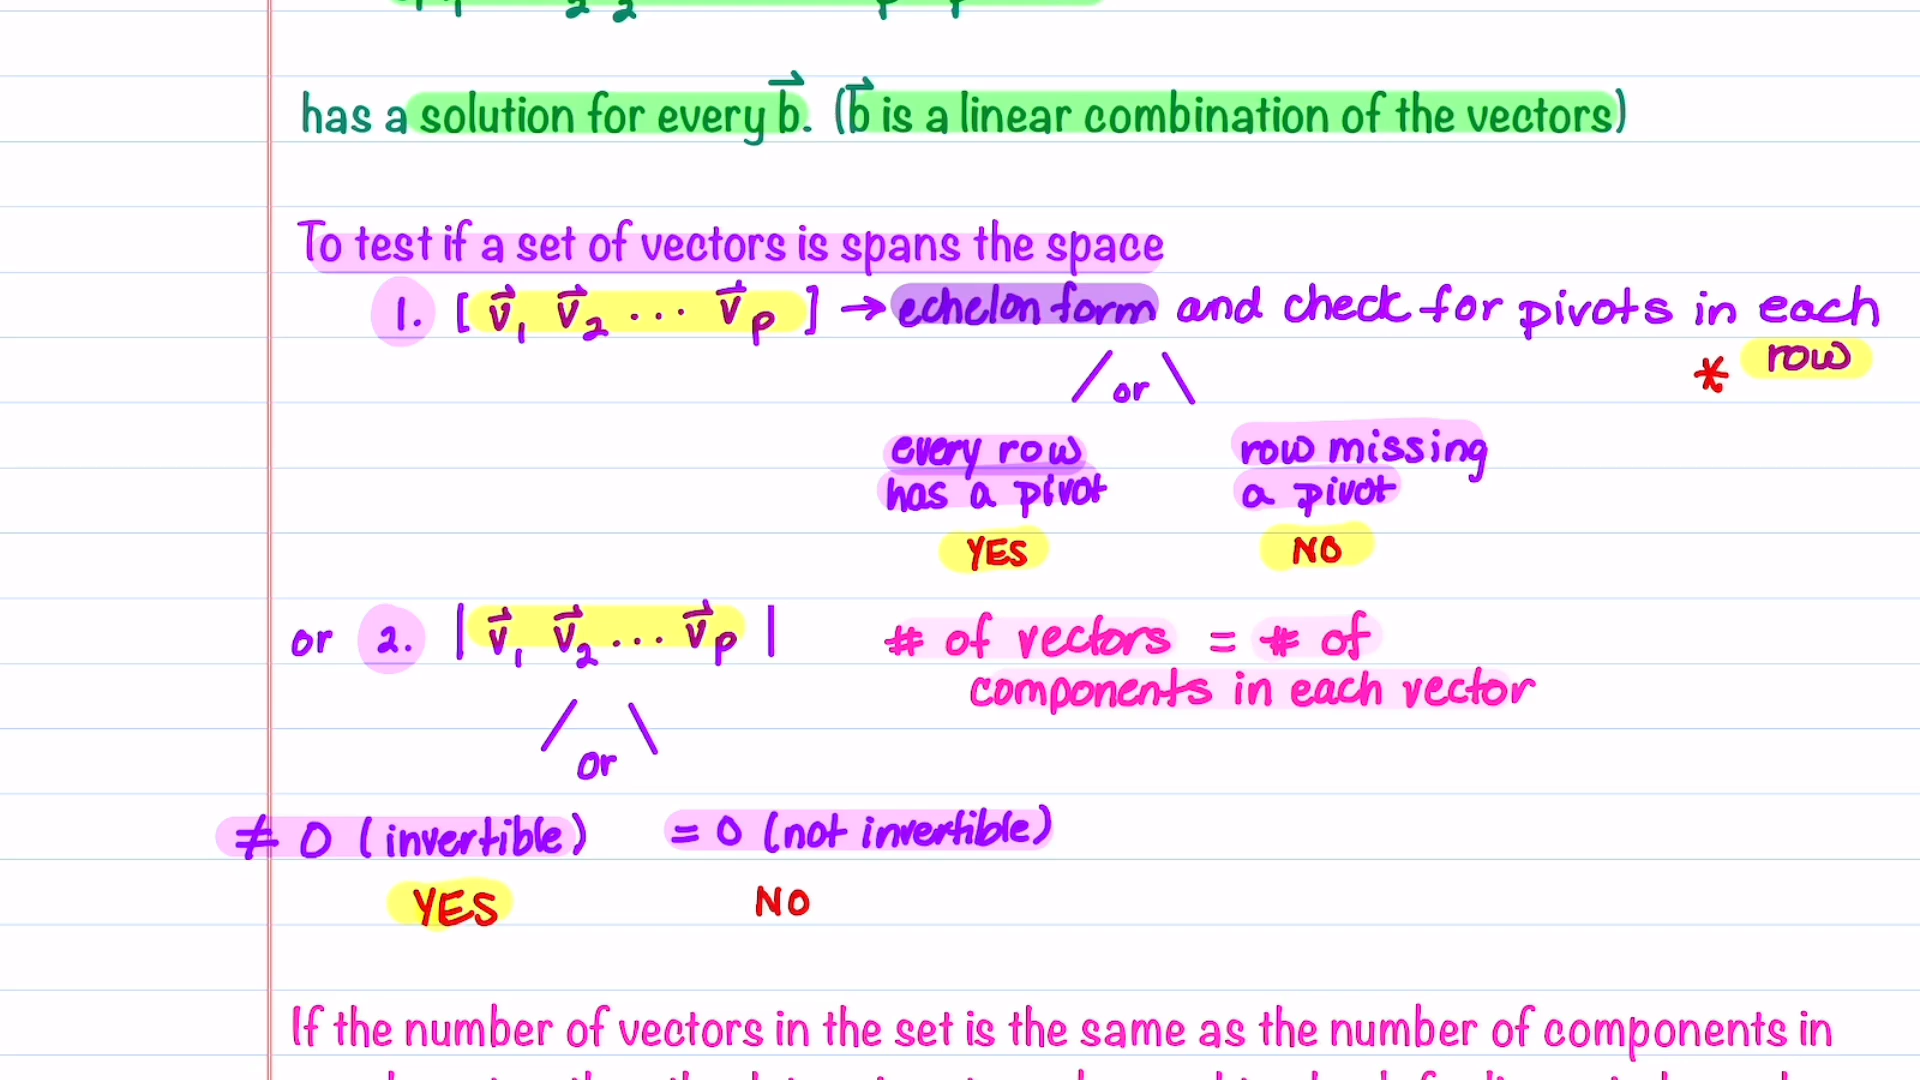 has a solution for every b⃗. (b⃗ is a linear combination of the vectors)
To test if a set of vectors is spans the space
1. [ v⃗₁ v⃗₂ ... v⃗ₚ ] → echelon form and check for pivots in each
* row
/ or \
every row
has a pivot
YES
row missing
a pivot
NO
or 2. | v⃗₁ v⃗₂ ... v⃗ₚ |
# of vectors = # of
components in each vector
/ or \
≠ 0 (invertible)
YES
= 0 (not invertible)
NO
If the number of vectors in the set is the same as the number of components in